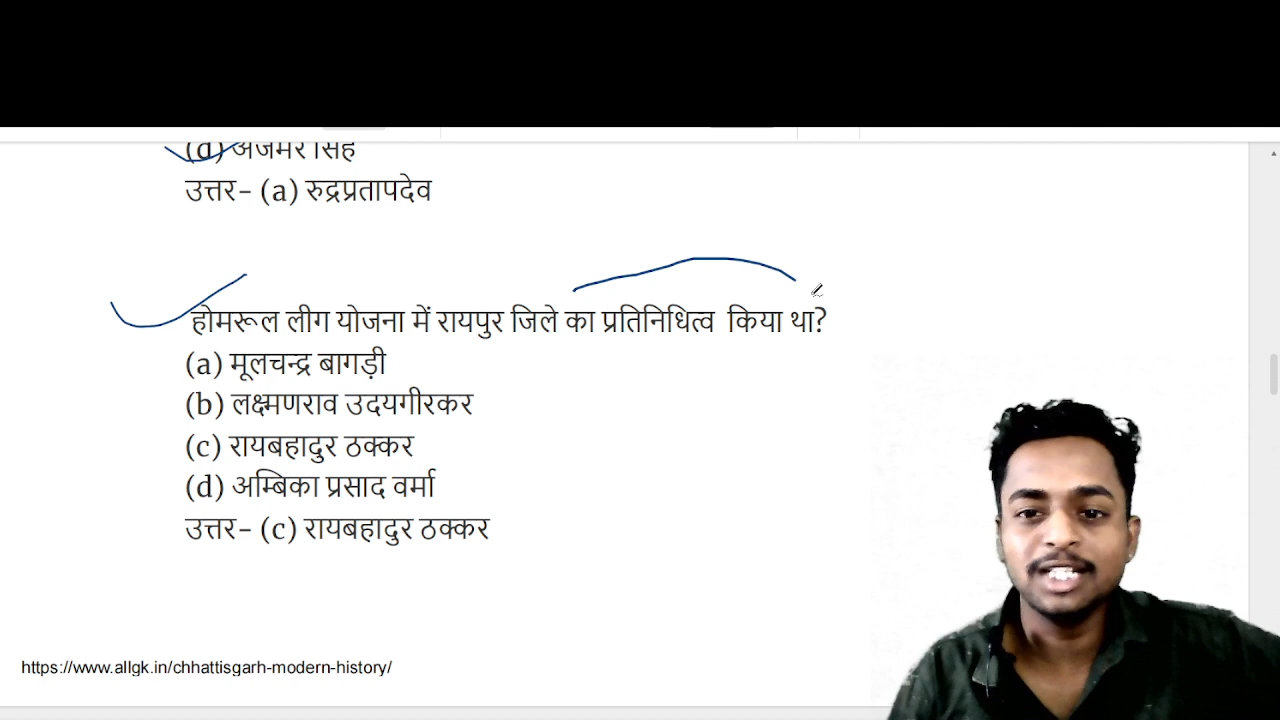 (d) अजमेर सिंह
उत्तर- (a) रुद्रप्रतापदेव
होमरूल लीग योजना में रायपुर जिले का प्रतिनिधित्व किया था?
(a) मूलचन्द्र बागड़ी
(b) लक्ष्मणराव उदयगीरकर
(c) रायबहादुर ठक्कर
(d) अम्बिका प्रसाद वर्मा
उत्तर- (c) रायबहादुर ठक्कर
https://www.allgk.in/chhattisgarh-modern-history/